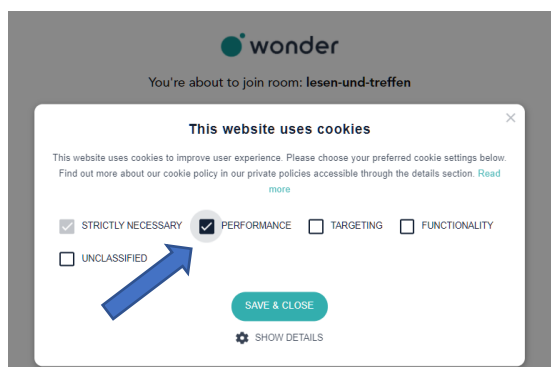 wonder
You're about to join room: lesen-und-treffen
This website uses cookies
This website uses cookies to improve user experience. Please choose your preferred cookie settings below.
Find out more about our cookie policy in our private policies accessible through the details section. Read
more
STRICTLY NECESSARY PERFORMANCE TARGETING FUNCTIONALITY
UNCLASSIFIED
SAVE & CLOSE
SHOW DETAILS